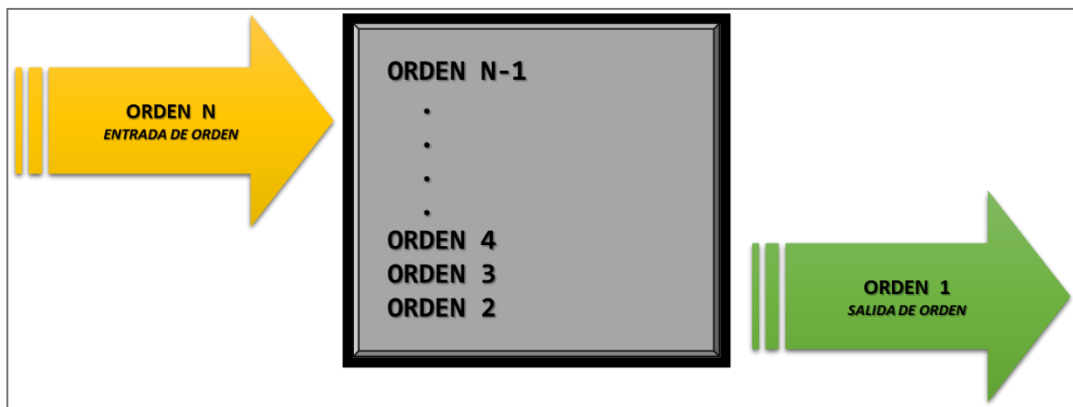 ORDEN N
ENTRADA DE ORDEN
ORDEN N-1
.
.
.
.
ORDEN 4
ORDEN 3
ORDEN 2
ORDEN 1
SALIDA DE ORDEN